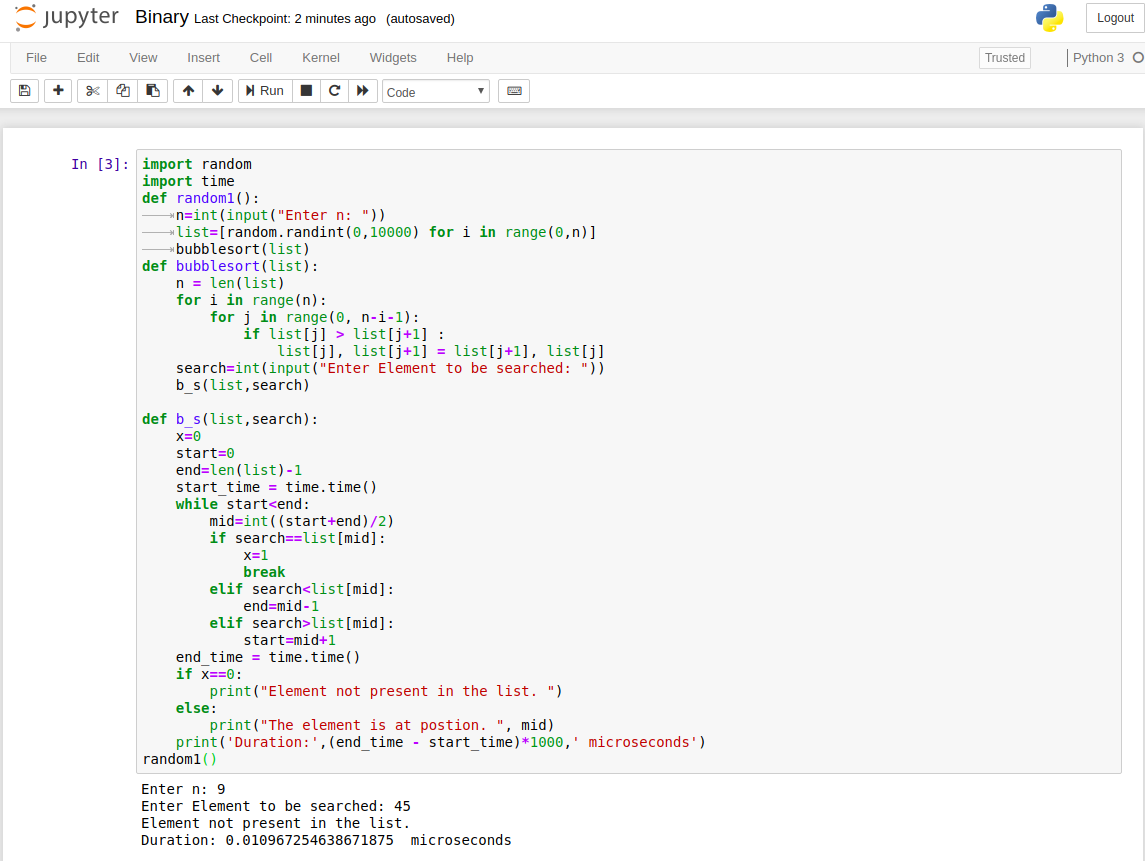 jupyter Binary Last Checkpoint: 2 minutes ago (autosaved) Logout
File Edit View Insert Cell Kernel Widgets Help Trusted Python 3
Run Code
In [3]: import random
import time
def random1():
n=int(input("Enter n: "))
list=[random.randint(0,10000) for i in range(0,n)]
bubblesort(list)
def bubblesort(list):
    n = len(list)
    for i in range(n):
        for j in range(0, n-i-1):
            if list[j] > list[j+1] :
                list[j], list[j+1] = list[j+1], list[j]
    search=int(input("Enter Element to be searched: "))
    b_s(list,search)

def b_s(list,search):
    x=0
    start=0
    end=len(list)-1
    start_time = time.time()
    while start<end:
        mid=int((start+end)/2)
        if search==list[mid]:
            x=1
            break
        elif search<list[mid]:
            end=mid-1
        elif search>list[mid]:
            start=mid+1
    end_time = time.time()
    if x==0:
        print("Element not present in the list. ")
    else:
        print("The element is at postion. ", mid)
    print('Duration:',(end_time - start_time)*1000,' microseconds')
random1()
Enter n: 9
Enter Element to be searched: 45
Element not present in the list.
Duration: 0.010967254638671875  microseconds